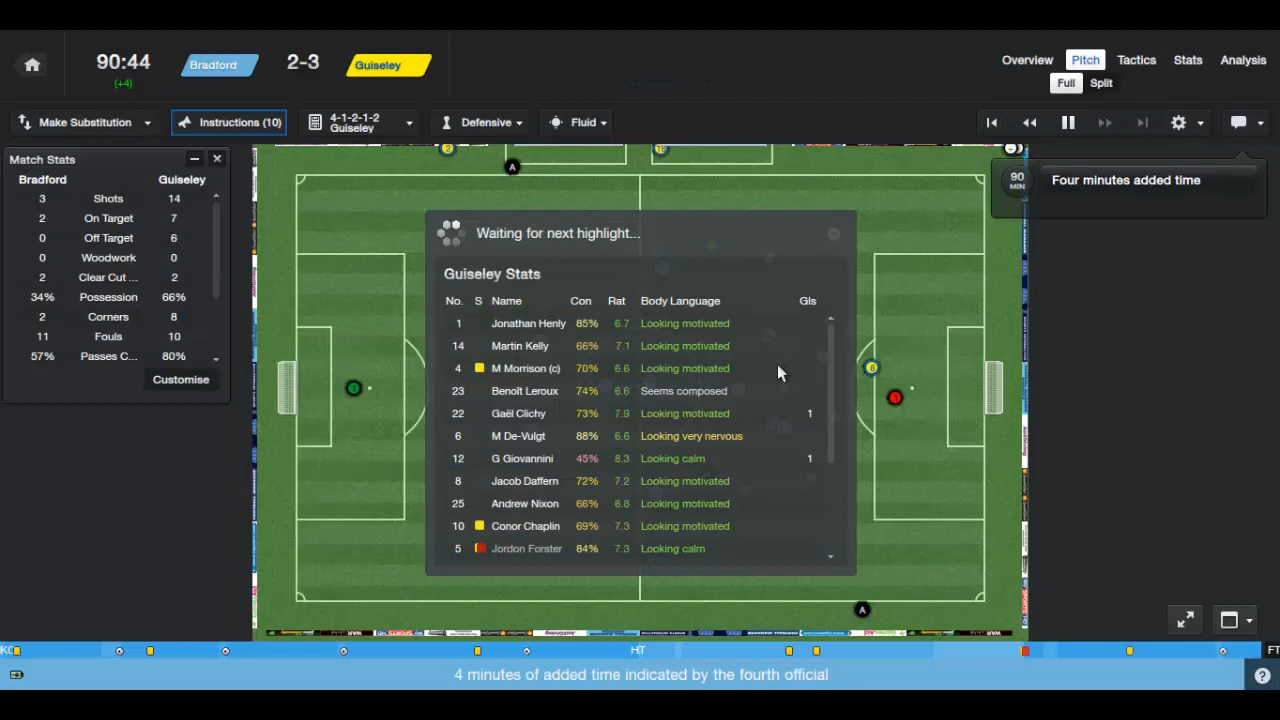 90:44
(+4)
Bradford
2-3
Guiseley
Overview
Pitch
Tactics
Stats
Analysis
Full
Split
Make Substitution
Instructions (10)
4-1-2-1-2
Guiseley
Defensive
Fluid
Match Stats
Bradford Guiseley
3 Shots 14
2 On Target 7
0 Off Target 6
0 Woodwork 0
2 Clear Cut ... 2
34% Possession 66%
2 Corners 8
11 Fouls 10
57% Passes C... 80%
Customise
90
MIN
Four minutes added time
2
19
A
Waiting for next highlight...
Guiseley Stats
No. S Name Con Rat Body Language Gls
1 Jonathan Henly 85% 6.7 Looking motivated
14 Martin Kelly 66% 7.1 Looking motivated
4 M Morrison (c) 70% 6.6 Looking motivated
23 Benoît Leroux 74% 6.6 Seems composed
22 Gaël Clichy 73% 7.9 Looking motivated 1
6 M De-Vulgt 88% 6.6 Looking very nervous
12 G Giovannini 45% 8.3 Looking calm 1
8 Jacob Daffern 72% 7.2 Looking motivated
25 Andrew Nixon 66% 6.8 Looking motivated
10 Conor Chaplin 69% 7.3 Looking motivated
5 Jordon Forster 84% 7.3 Looking calm
8
A
KO
HT
FT
4 minutes of added time indicated by the fourth official
?